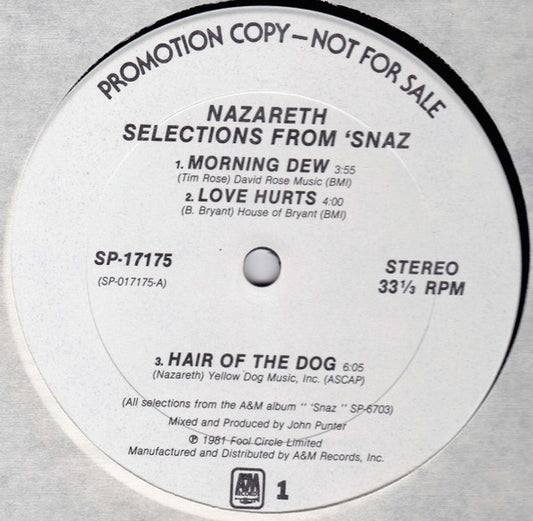 PROMOTION COPY—NOT FOR SALE
NAZARETH
SELECTIONS FROM ‘SNAZ
1. MORNING DEW 3:55
(Tim Rose) David Rose Music (BMI)
2. LOVE HURTS 4:00
(B. Bryant) House of Bryant (BMI)
SP-17175
(SP-017175-A)
STEREO
33⅓ RPM
3. HAIR OF THE DOG 6:05
(Nazareth) Yellow Dog Music, Inc. (ASCAP)
(All selections from the A&M album “ ‘Snaz ” SP-6703)
Mixed and Produced by John Punter
℗ 1981 Fool Circle Limited
Manufactured and Distributed by A&M Records, Inc.
A&M
RECORDS
1